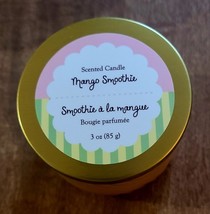 Scented Candle
Mango Smoothie
Smoothie à la mangue
Bougie parfumée
3 oz (85 g)